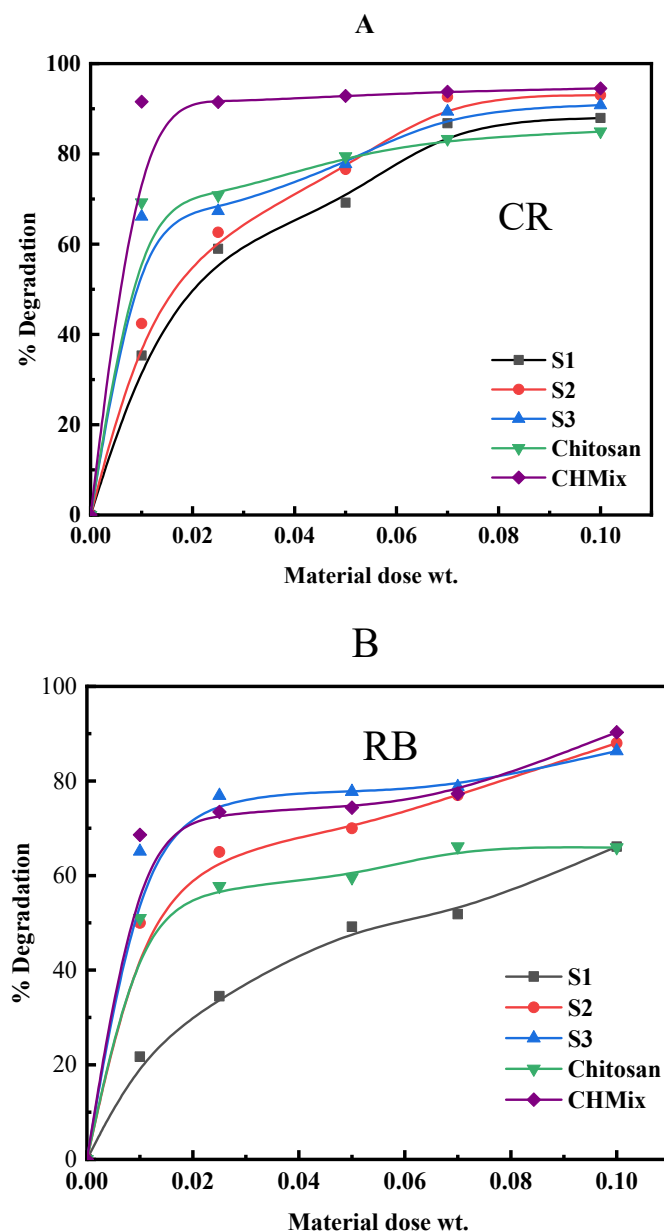 A
100
80
60
40
20
0
% Degradation
CR
S1
S2
S3
Chitosan
CHMix
0.00 0.02 0.04 0.06 0.08 0.10
Material dose wt.
B
100
80
60
40
20
0
% Degradation
RB
S1
S2
S3
Chitosan
CHMix
0.00 0.02 0.04 0.06 0.08 0.10
Material dose wt.